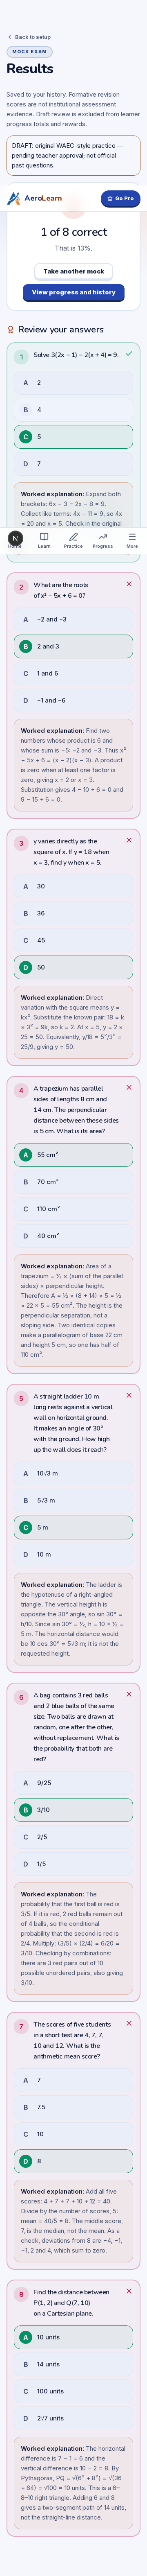 Back to setup
MOCK EXAM
Results
Saved to your history. Formative revision
scores are not institutional assessment
evidence. Draft review is excluded from learner
progress totals and rewards.
DRAFT: original WAEC-style practice —
pending teacher approval; not official
past questions.
AeroLearn
Go Pro
1 of 8 correct
That is 13%.
Take another mock
View progress and history
Review your answers
1 Solve 3(2x − 1) − 2(x + 4) = 9.
A 2
B 4
C 5
D 7
Worked explanation: Expand both
brackets: 6x − 3 − 2x − 8 = 9.
Collect like terms: 4x − 11 = 9, so 4x
= 20 and x = 5. Check in the original
N
Home Learn Practice Progress More
2 What are the roots
of x² − 5x + 6 = 0?
A −2 and −3
B 2 and 3
C 1 and 6
D −1 and −6
Worked explanation: Find two
numbers whose product is 6 and
whose sum is −5: −2 and −3. Thus x²
− 5x + 6 = (x − 2)(x − 3). A product
is zero when at least one factor is
zero, giving x = 2 or x = 3.
Substitution gives 4 − 10 + 6 = 0 and
9 − 15 + 6 = 0.
3 y varies directly as the
square of x. If y = 18 when
x = 3, find y when x = 5.
A 30
B 36
C 45
D 50
Worked explanation: Direct
variation with the square means y =
kx². Substitute the known pair: 18 = k
× 3² = 9k, so k = 2. At x = 5, y = 2 ×
25 = 50. Equivalently, y/18 = 5²/3² =
25/9, giving y = 50.
4 A trapezium has parallel
sides of lengths 8 cm and
14 cm. The perpendicular
distance between these sides
is 5 cm. What is its area?
A 55 cm²
B 70 cm²
C 110 cm²
D 40 cm²
Worked explanation: Area of a
trapezium = ½ × (sum of the parallel
sides) × perpendicular height.
Therefore A = ½ × (8 + 14) × 5 = ½
× 22 × 5 = 55 cm². The height is the
perpendicular separation, not a
sloping side. Two identical copies
make a parallelogram of base 22 cm
and height 5 cm, so one has half of
110 cm².
5 A straight ladder 10 m
long rests against a vertical
wall on horizontal ground.
It makes an angle of 30°
with the ground. How high
up the wall does it reach?
A 10√3 m
B 5√3 m
C 5 m
D 10 m
Worked explanation: The ladder is
the hypotenuse of a right-angled
triangle. The vertical height h is
opposite the 30° angle, so sin 30° =
h/10. Since sin 30° = ½, h = 10 × ½ =
5 m. The horizontal distance would
be 10 cos 30° = 5√3 m; it is not the
requested height.
6 A bag contains 3 red balls
and 2 blue balls of the same
size. Two balls are drawn at
random, one after the other,
without replacement. What is
the probability that both are
red?
A 9/25
B 3/10
C 2/5
D 1/5
Worked explanation: The
probability that the first ball is red is
3/5. If it is red, 2 red balls remain out
of 4 balls, so the conditional
probability that the second is red is
2/4. Multiply: (3/5) × (2/4) = 6/20 =
3/10. Checking by combinations:
there are 3 red pairs out of 10
possible unordered pairs, also giving
3/10.
7 The scores of five students
in a short test are 4, 7, 7,
10 and 12. What is the
arithmetic mean score?
A 7
B 7.5
C 10
D 8
Worked explanation: Add all five
scores: 4 + 7 + 7 + 10 + 12 = 40.
Divide by the number of scores, 5:
mean = 40/5 = 8. The middle score,
7, is the median, not the mean. As a
check, deviations from 8 are −4, −1,
−1, 2 and 4, which sum to zero.
8 Find the distance between
P(1, 2) and Q(7, 10)
on a Cartesian plane.
A 10 units
B 14 units
C 100 units
D 2√7 units
Worked explanation: The horizontal
difference is 7 − 1 = 6 and the
vertical difference is 10 − 2 = 8. By
Pythagoras, PQ = √(6² + 8²) = √(36
+ 64) = √100 = 10 units. This is a 6–
8–10 right triangle. Adding 6 and 8
gives a two-segment path of 14 units,
not the straight-line distance.